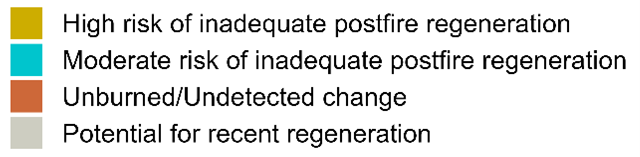 High risk of inadequate postfire regeneration
Moderate risk of inadequate postfire regeneration
Unburned/Undetected change
Potential for recent regeneration